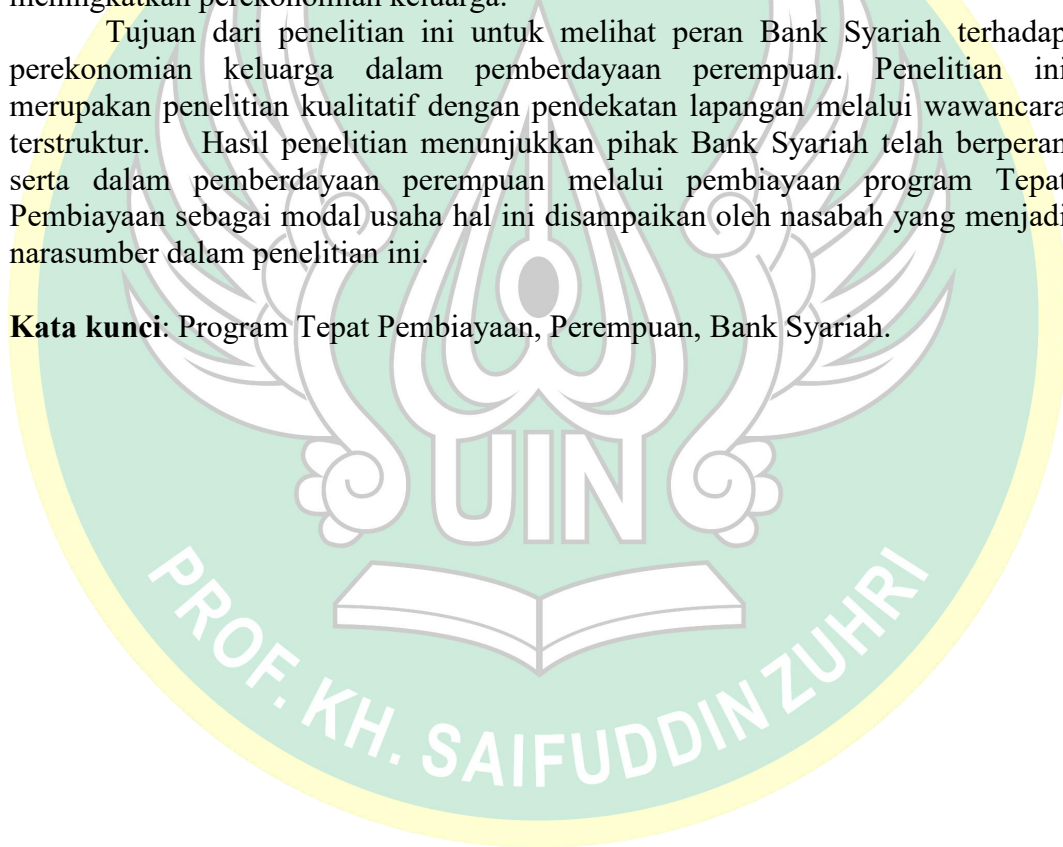 meningkatkan perekonomian keluarga.
Tujuan dari penelitian ini untuk melihat peran Bank Syariah terhadap
perekonomian keluarga dalam pemberdayaan perempuan. Penelitian ini
merupakan penelitian kualitatif dengan pendekatan lapangan melalui wawancara
terstruktur. Hasil penelitian menunjukkan pihak Bank Syariah telah berperan
serta dalam pemberdayaan perempuan melalui pembiayaan program Tepat
Pembiayaan sebagai modal usaha hal ini disampaikan oleh nasabah yang menjadi
narasumber dalam penelitian ini.
Kata kunci: Program Tepat Pembiayaan, Perempuan, Bank Syariah.
UIN
PROF. KH. SAIFUDDIN ZUHRI